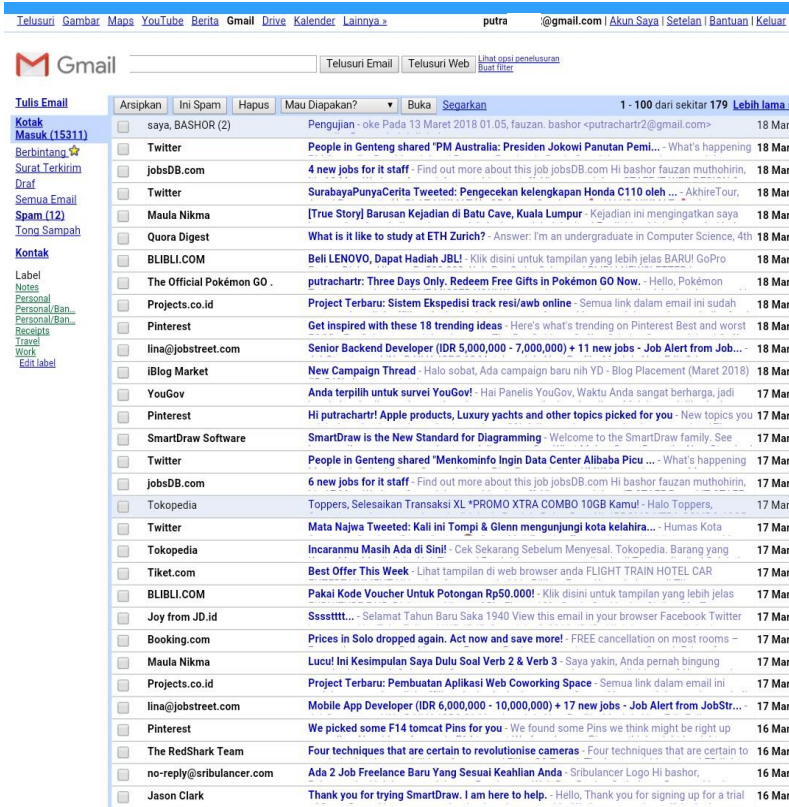 Telusuri Gambar Maps YouTube Berita Gmail Drive Kalender Lainnya » putra 2@gmail.com | Akun Saya | Setelan | Bantuan | Keluar
Gmail Telusuri Email Telusuri Web Lihat opsi penelusuran
Buat filter
Tulis Email
Kotak
Masuk (15311)
Berbintang
Surat Terkirim
Draf
Semua Email
Spam (12)
Tong Sampah
Kontak
Label
Notes
Personal
Personal/Ban...
Personal/Ban...
Receipts
Travel
Work
Edit label
Arsipkan Ini Spam Hapus Mau Diapakan? Buka Segarkan 1 - 100 dari sekitar 179 Lebih lama
saya, BASHOR (2) Pengujian - oke Pada 13 Maret 2018 01.05, fauzan. bashor <putrachartr2@gmail.com> 18 Mar
Twitter People in Genteng shared "PM Australia: Presiden Jokowi Panutan Pemi... - What's happening 18 Mar
jobsDB.com 4 new jobs for it staff - Find out more about this job jobsDB.com Hi bashor fauzan muthohirin, 18 Mar
Twitter SurabayaPunyaCerita Tweeted: Pengecekan kelengkapan Honda C110 oleh ... - AkhireTour, 18 Mar
Maula Nikma [True Story] Barusan Kejadian di Batu Cave, Kuala Lumpur - Kejadian ini mengingatkan saya 18 Mar
Quora Digest What is it like to study at ETH Zurich? - Answer: I'm an undergraduate in Computer Science, 4th 18 Mar
BLIBLI.COM Beli LENOVO, Dapat Hadiah JBL! - Klik disini untuk tampilan yang lebih jelas BARU! GoPro 18 Mar
The Official Pokémon GO . putrachartr: Three Days Only. Redeem Free Gifts in Pokémon GO Now. - Hello, Pokémon 18 Mar
Projects.co.id Project Terbaru: Sistem Ekspedisi track resi/awb online - Semua link dalam email ini sudah 18 Mar
Pinterest Get inspired with these 18 trending ideas - Here's what's trending on Pinterest Best and worst 18 Mar
lina@jobstreet.com Senior Backend Developer (IDR 5,000,000 - 7,000,000) + 11 new jobs - Job Alert from Job... - 18 Mar
iBlog Market New Campaign Thread - Halo sobat, Ada campaign baru nih YD - Blog Placement (Maret 2018) 18 Mar
YouGov Anda terpilih untuk survei YouGov! - Hai Panelis YouGov, Waktu Anda sangat berharga, jadi 17 Mar
Pinterest Hi putrachartr! Apple products, Luxury yachts and other topics picked for you - New topics you 17 Mar
SmartDraw Software SmartDraw is the New Standard for Diagramming - Welcome to the SmartDraw family. See 17 Mar
Twitter People in Genteng shared "Menkominfo Ingin Data Center Alibaba Picu ... - What's happening 17 Mar
jobsDB.com 6 new jobs for it staff - Find out more about this job jobsDB.com Hi bashor fauzan muthohirin, 17 Mar
Tokopedia Toppers, Selesaikan Transaksi XL *PROMO XTRA COMBO 10GB Kamu! - Halo Toppers, 17 Mar
Twitter Mata Najwa Tweeted: Kali ini Tompi & Glenn mengunjungi kota kelahira... - Humas Kota 17 Mar
Tokopedia Incaranmu Masih Ada di Sini! - Cek Sekarang Sebelum Menyesal. Tokopedia. Barang yang 17 Mar
Tiket.com Best Offer This Week - Lihat tampilan di web browser anda FLIGHT TRAIN HOTEL CAR 17 Mar
BLIBLI.COM Pakai Kode Voucher Untuk Potongan Rp50.000! - Klik disini untuk tampilan yang lebih jelas 17 Mar
Joy from JD.id Sssstttt... - Selamat Tahun Baru Saka 1940 View this email in your browser Facebook Twitter 17 Mar
Booking.com Prices in Solo dropped again. Act now and save more! - FREE cancellation on most rooms – 17 Mar
Maula Nikma Lucu! Ini Kesimpulan Saya Dulu Soal Verb 2 & Verb 3 - Saya yakin, Anda pernah bingung 17 Mar
Projects.co.id Project Terbaru: Pembuatan Aplikasi Web Coworking Space - Semua link dalam email ini 17 Mar
lina@jobstreet.com Mobile App Developer (IDR 6,000,000 - 10,000,000) + 17 new jobs - Job Alert from JobStr... - 17 Mar
Pinterest We picked some F14 tomcat Pins for you - We found some Pins we think might be right up 16 Mar
The RedShark Team Four techniques that are certain to revolutionise cameras - Four techniques that are certain to 16 Mar
no-reply@sribulancer.com Ada 2 Job Freelance Baru Yang Sesuai Keahlian Anda - Sribulancer Logo Hi bashor, 16 Mar
Jason Clark Thank you for trying SmartDraw. I am here to help. - Hello, Thank you for signing up for a trial 16 Mar